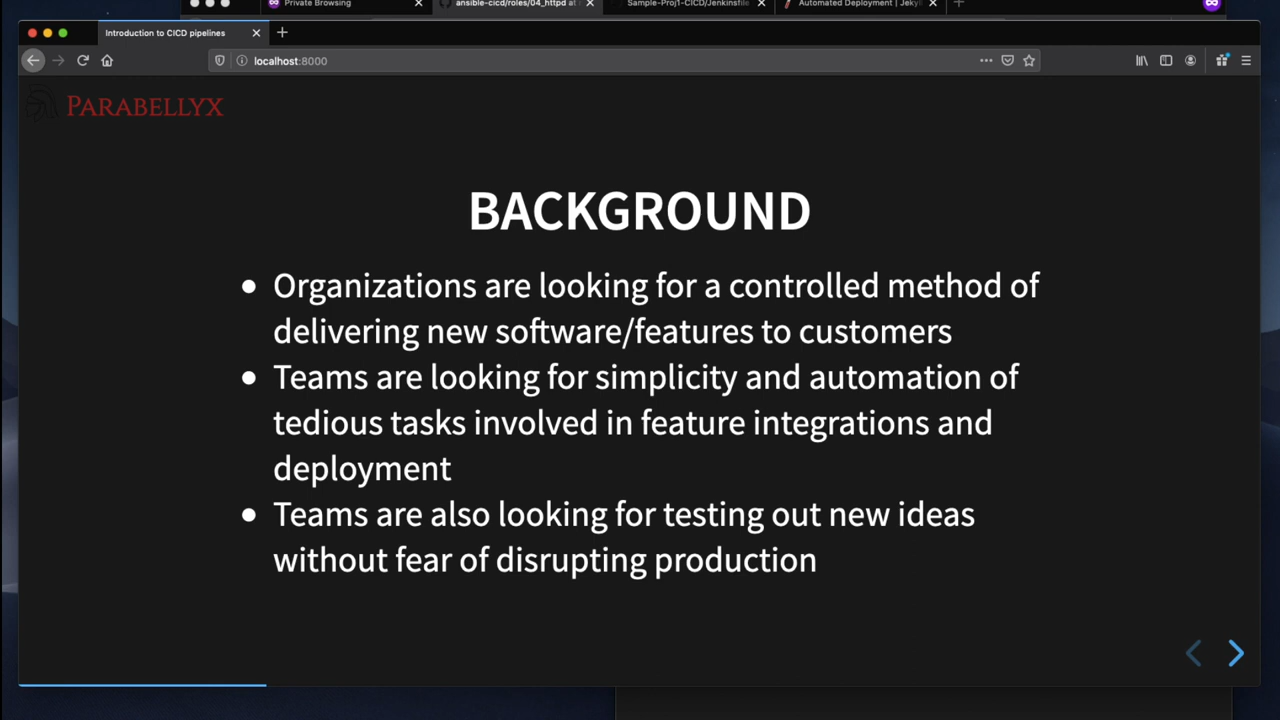 Private Browsing
ansible-cicd/roles/04_httpd at
Sample-Proj1-CICD/Jenkinsfile
Automated Deployment | Jekyl
Introduction to CICD pipelines
localhost:8000
PARABELLYX
BACKGROUND
Organizations are looking for a controlled method of
delivering new software/features to customers
Teams are looking for simplicity and automation of
tedious tasks involved in feature integrations and
deployment
Teams are also looking for testing out new ideas
without fear of disrupting production